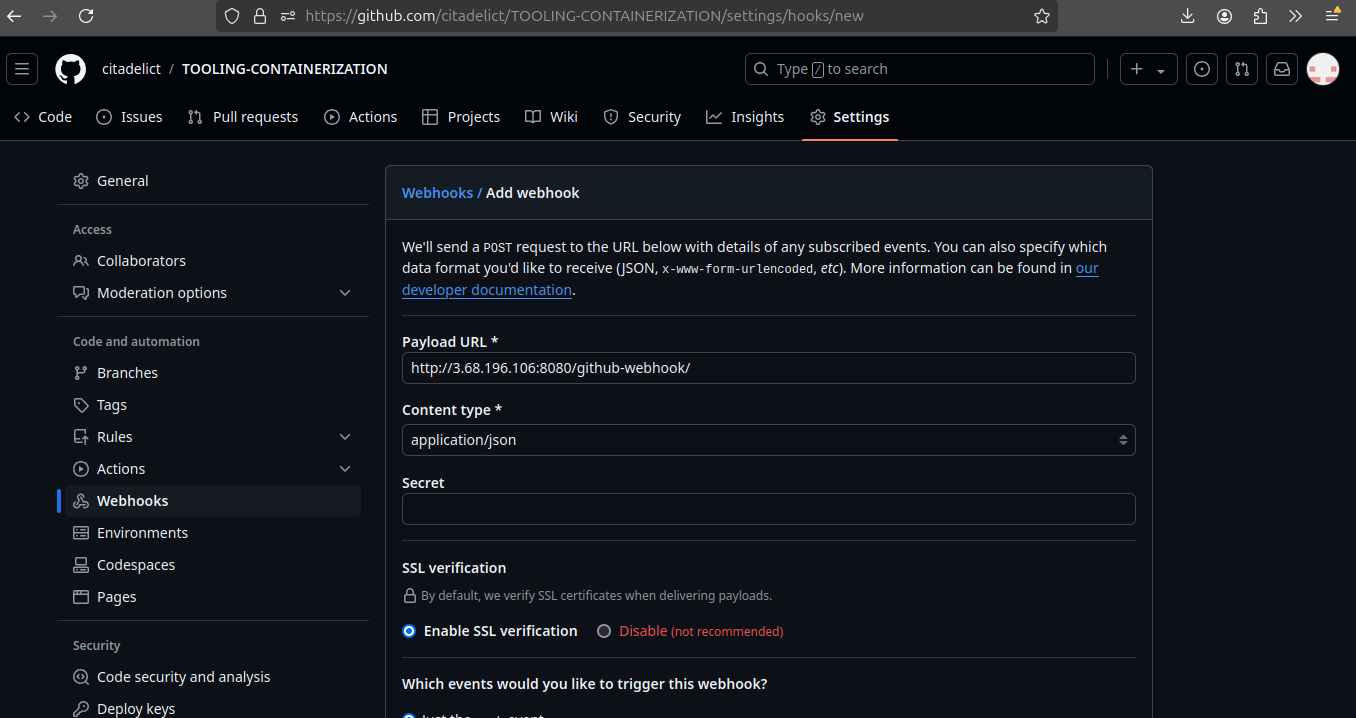 https://github.com/citadelict/TOOLING-CONTAINERIZATION/settings/hooks/new
citadelict / TOOLING-CONTAINERIZATION
Type / to search
Code
Issues
Pull requests
Actions
Projects
Wiki
Security
Insights
Settings
General
Access
Collaborators
Moderation options
Code and automation
Branches
Tags
Rules
Actions
Webhooks
Environments
Codespaces
Pages
Security
Code security and analysis
Deploy keys
Webhooks / Add webhook
We'll send a POST request to the URL below with details of any subscribed events. You can also specify which
data format you'd like to receive (JSON, x-www-form-urlencoded, etc). More information can be found in our
developer documentation.
Payload URL *
http://3.68.196.106:8080/github-webhook/
Content type *
application/json
Secret
SSL verification
By default, we verify SSL certificates when delivering payloads.
Enable SSL verification
Disable (not recommended)
Which events would you like to trigger this webhook?